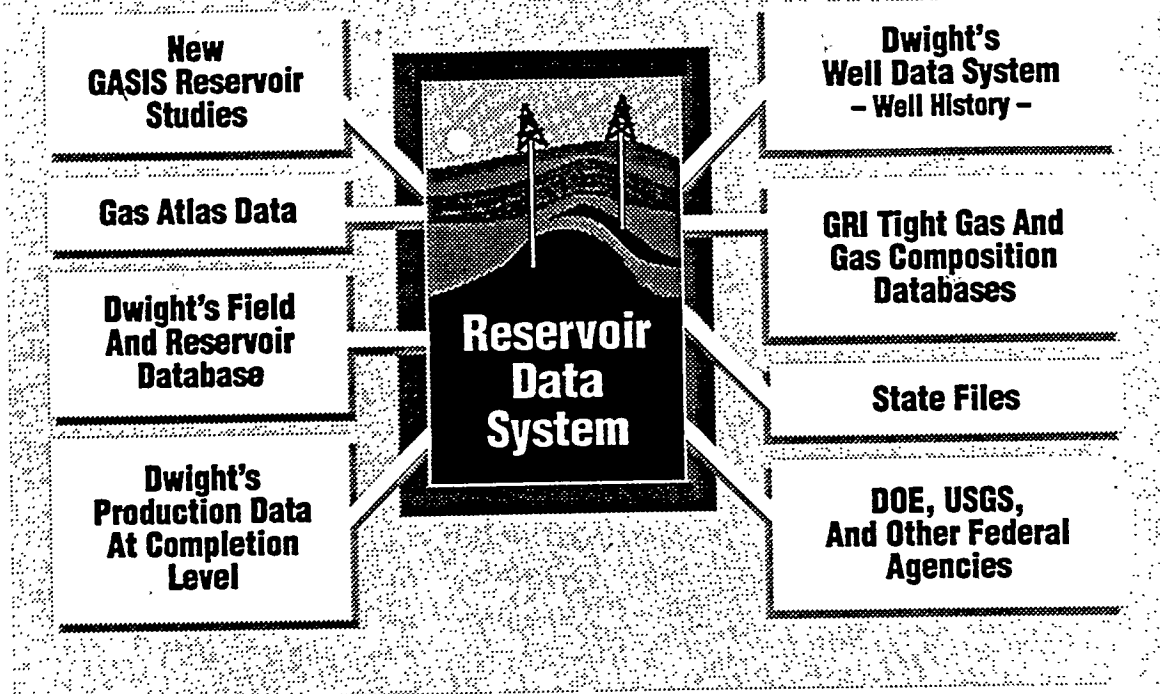 New
GASIS Reservoir
Studies
Gas Atlas Data
Dwight's Field
And Reservoir
Database
Dwight's
Production Data
At Completion
Level
Reservoir
Data
System
Dwight's
Well Data System
– Well History –
GRI Tight Gas And
Gas Composition
Databases
State Files
DOE, USGS,
And Other Federal
Agencies